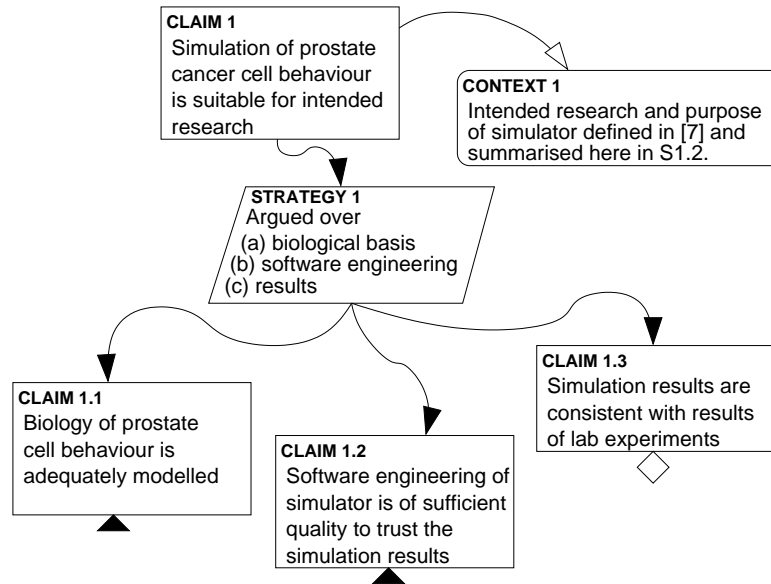 CLAIM 1
Simulation of prostate
cancer cell behaviour
is suitable for intended
research
CONTEXT 1
Intended research and purpose
of simulator defined in [7] and
summarised here in S1.2.
STRATEGY 1
Argued over
(a) biological basis
(b) software engineering
(c) results
CLAIM 1.1
Biology of prostate
cell behaviour is
adequately modelled
CLAIM 1.2
Software engineering of
simulator is of sufficient
quality to trust the
simulation results
CLAIM 1.3
Simulation results are
consistent with results
of lab experiments